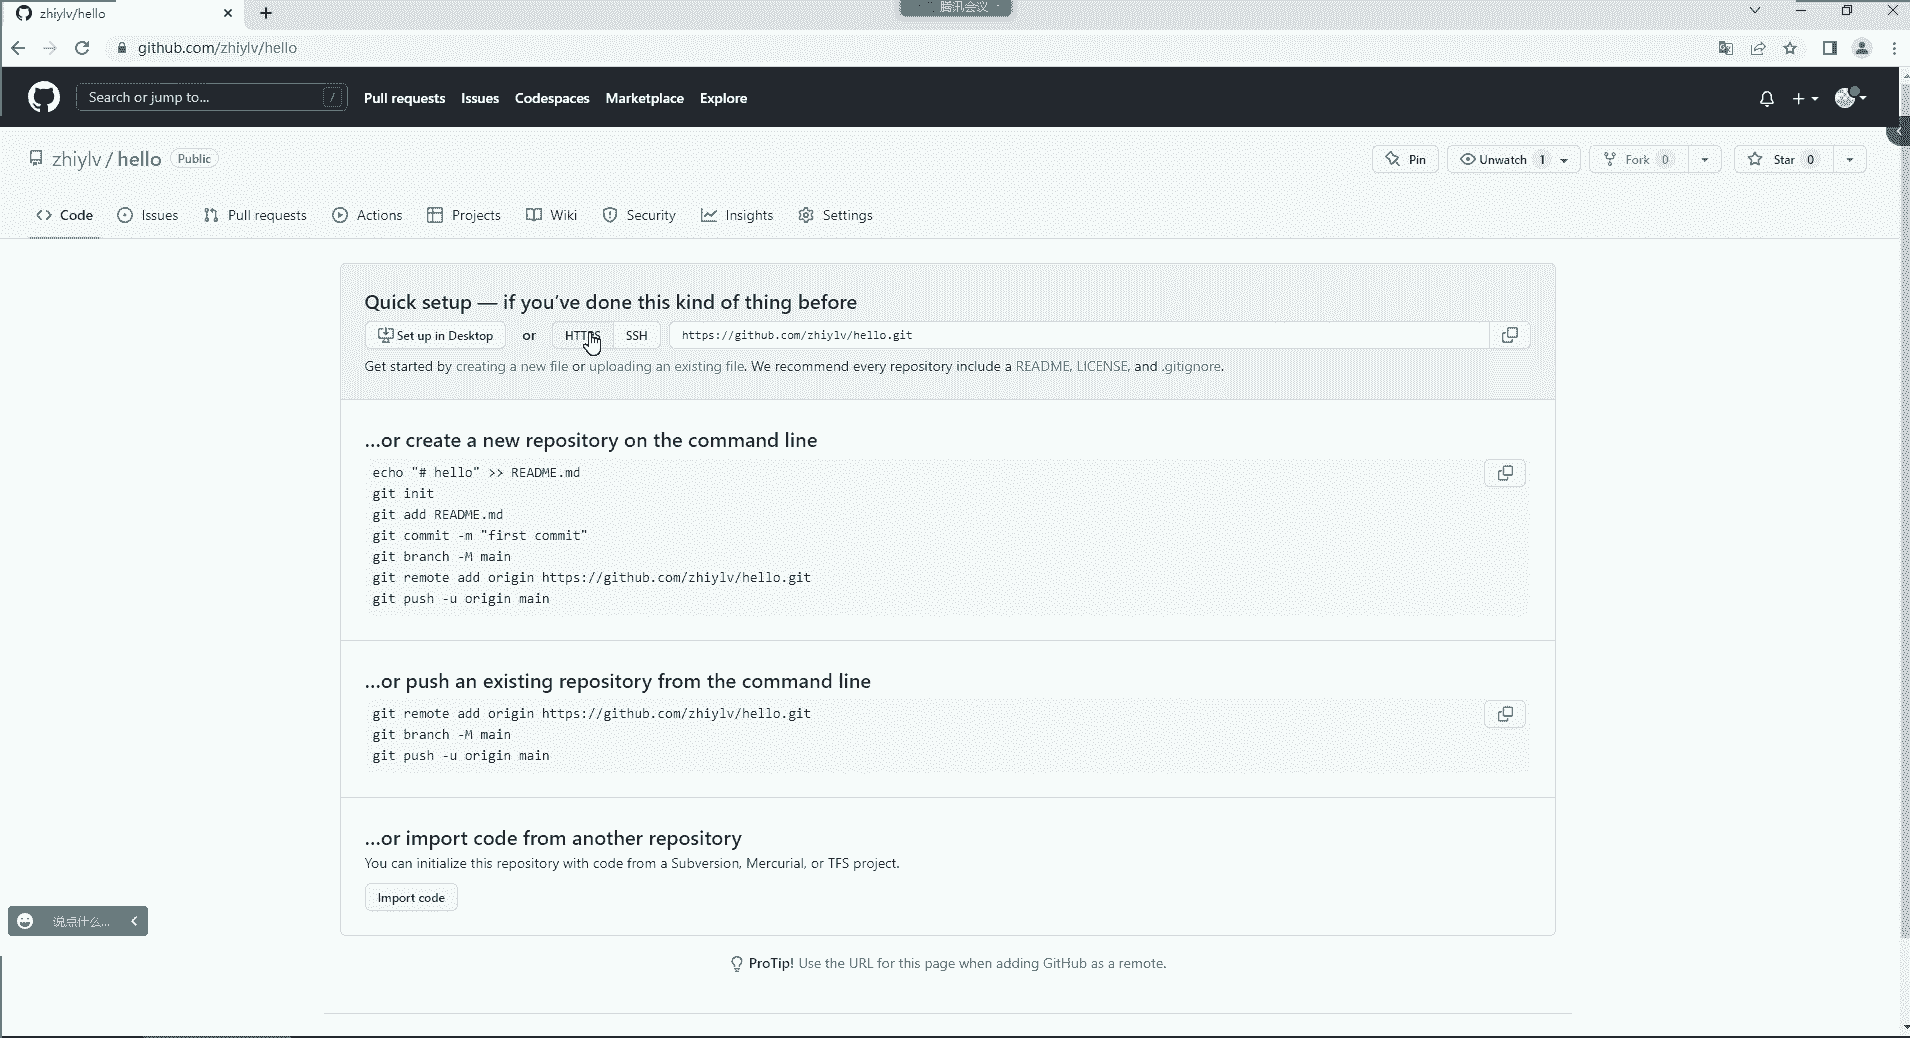 zhiylv/hello
腾讯会议
github.com/zhiylv/hello
Search or jump to... /
Pull requests Issues Codespaces Marketplace Explore
zhiylv / hello Public
Pin Unwatch 1 Fork 0 Star 0
Code Issues Pull requests Actions Projects Wiki Security Insights Settings
Quick setup — if you've done this kind of thing before
Set up in Desktop or HTTPS SSH https://github.com/zhiylv/hello.git
Get started by creating a new file or uploading an existing file. We recommend every repository include a README, LICENSE, and .gitignore.
…or create a new repository on the command line
echo "# hello" >> README.md
git init
git add README.md
git commit -m "first commit"
git branch -M main
git remote add origin https://github.com/zhiylv/hello.git
git push -u origin main
…or push an existing repository from the command line
git remote add origin https://github.com/zhiylv/hello.git
git branch -M main
git push -u origin main
…or import code from another repository
You can initialize this repository with code from a Subversion, Mercurial, or TFS project.
Import code
说点什么...
ProTip! Use the URL for this page when adding GitHub as a remote.